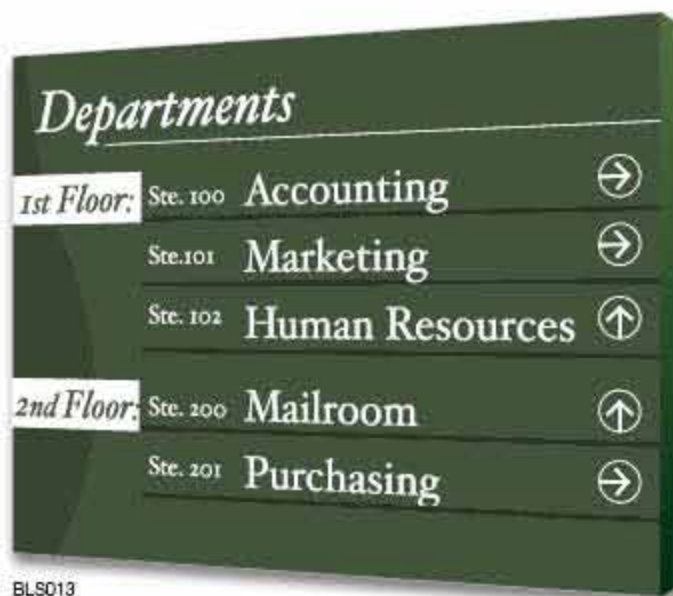 Departments
1st Floor: Ste. 100 Accounting
Ste.101 Marketing
Ste. 102 Human Resources
2nd Floor: Ste. 200 Mailroom
Ste. 201 Purchasing
BLS013